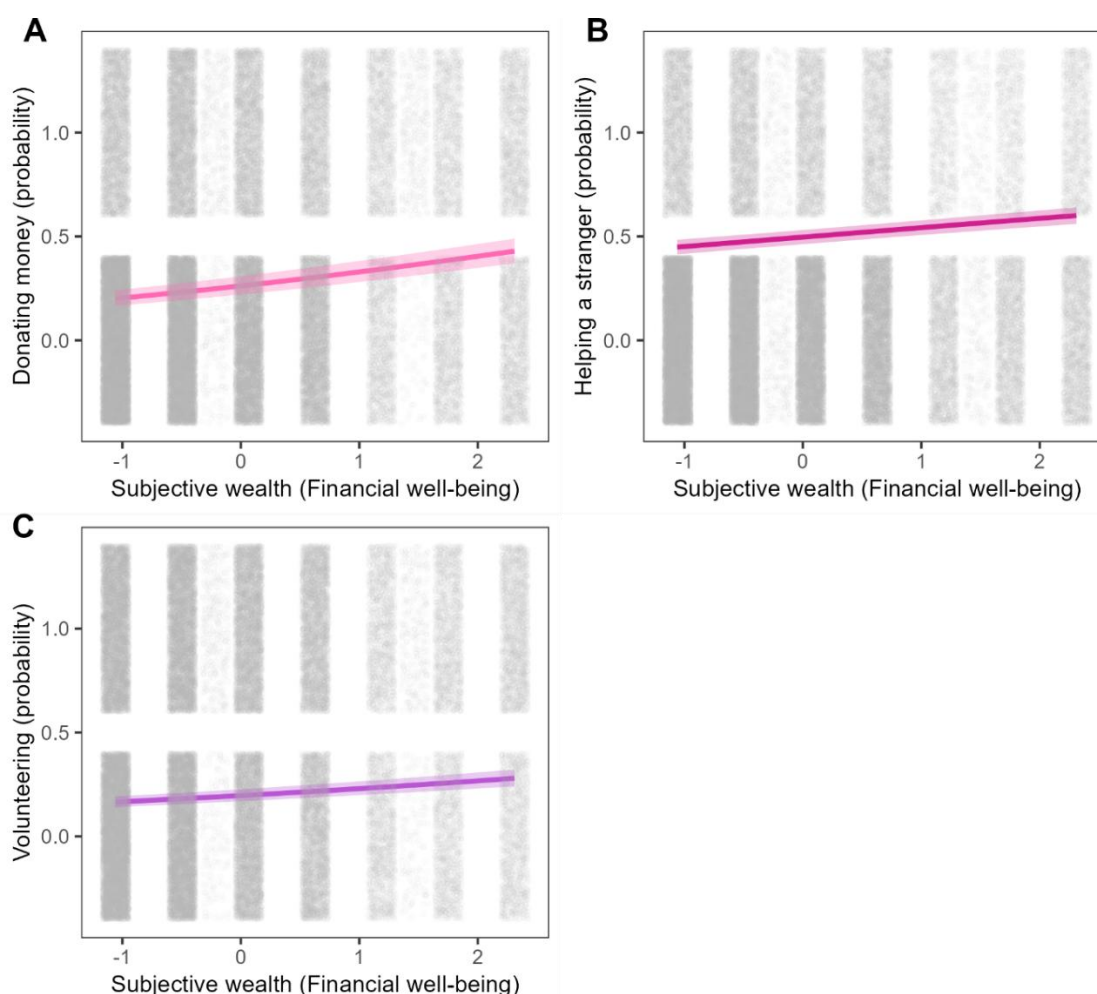 A
Donating money (probability)
1.0
0.5
0.0
-1 0 1 2
Subjective wealth (Financial well-being)
B
Helping a stranger (probability)
1.0
0.5
0.0
-1 0 1 2
Subjective wealth (Financial well-being)
C
Volunteering (probability)
1.0
0.5
0.0
-1 0 1 2
Subjective wealth (Financial well-being)